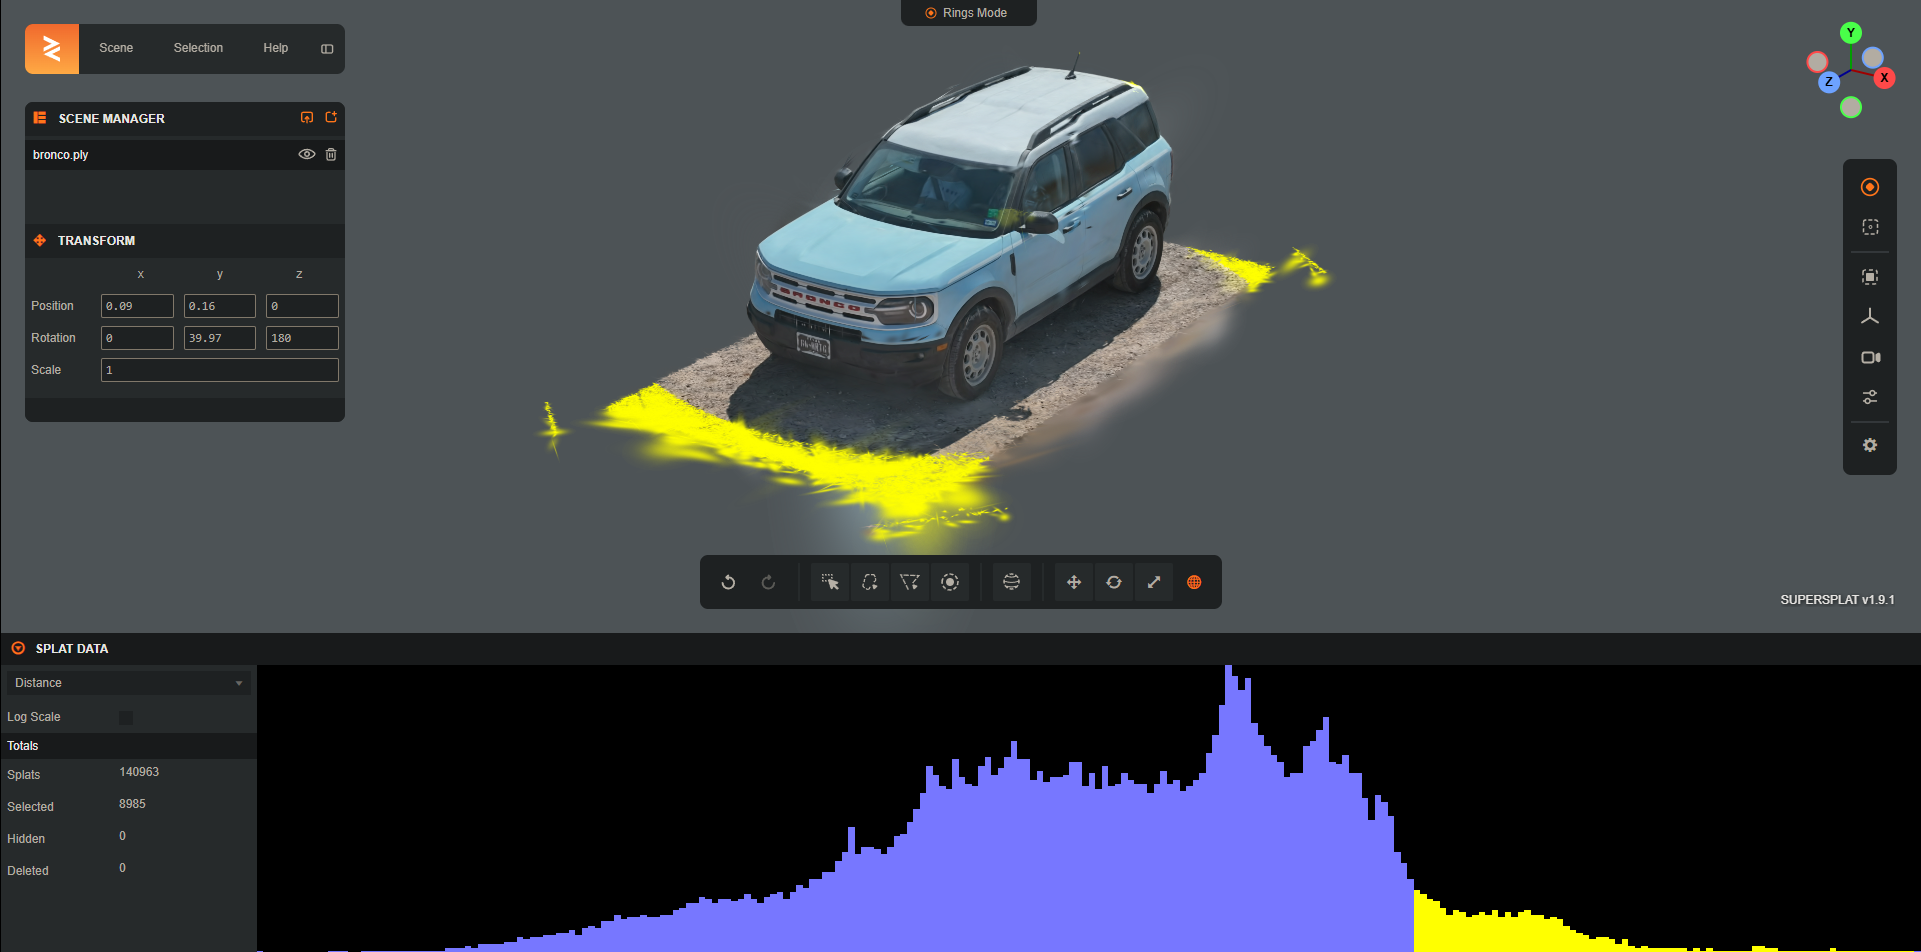 Rings Mode
Scene Selection Help
Y
X
Z
SCENE MANAGER
bronco.ply
TRANSFORM
x y z
Position 0.09 0.16 0
Rotation 0 39.97 180
Scale 1
BRONCO
SUPERSPLAT v1.9.1
SPLAT DATA
Distance
Log Scale
Totals
Splats 140963
Selected 8985
Hidden 0
Deleted 0